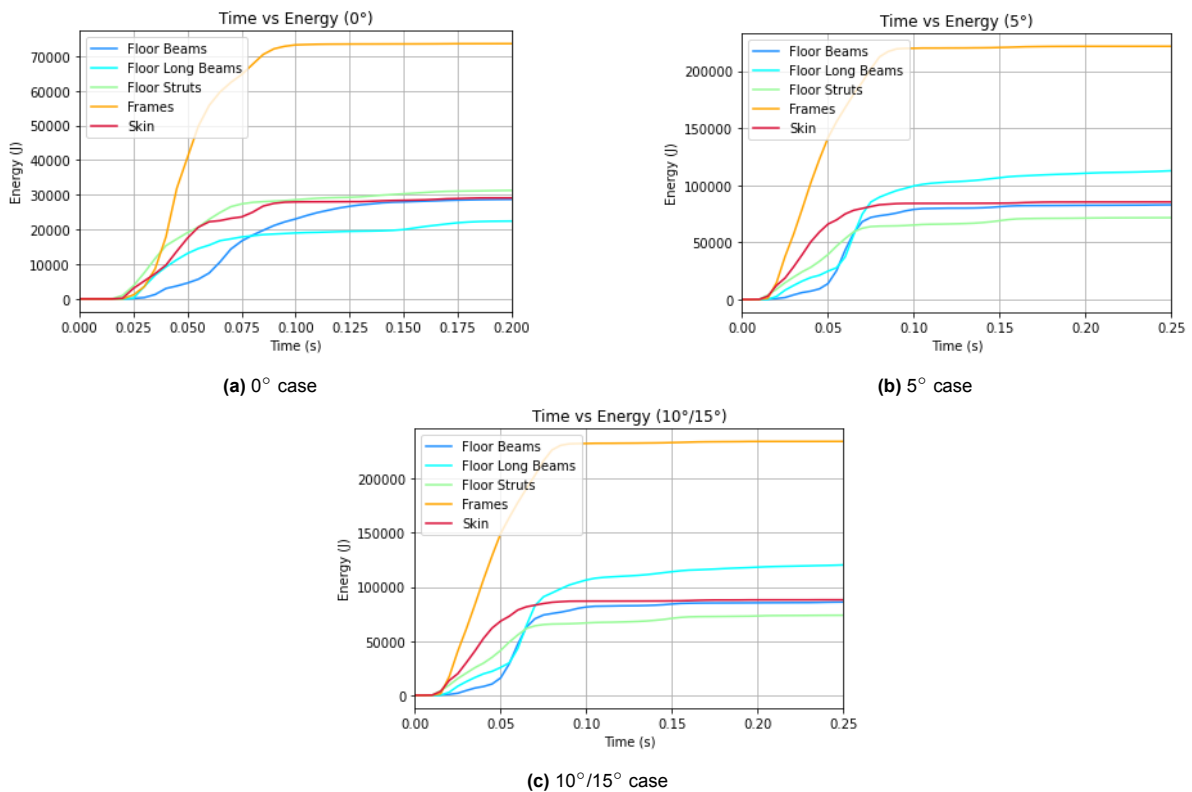 Time vs Energy (0°)
Energy (J)
70000
60000
50000
40000
30000
20000
10000
0
Floor Beams
Floor Long Beams
Floor Struts
Frames
Skin
0.000 0.025 0.050 0.075 0.100 0.125 0.150 0.175 0.200
Time (s)
(a) 0° case
Time vs Energy (5°)
Energy (J)
200000
150000
100000
50000
0
Floor Beams
Floor Long Beams
Floor Struts
Frames
Skin
0.00 0.05 0.10 0.15 0.20 0.25
Time (s)
(b) 5° case
Time vs Energy (10°/15°)
Energy (J)
200000
150000
100000
50000
0
Floor Beams
Floor Long Beams
Floor Struts
Frames
Skin
0.00 0.05 0.10 0.15 0.20 0.25
Time (s)
(c) 10°/15° case